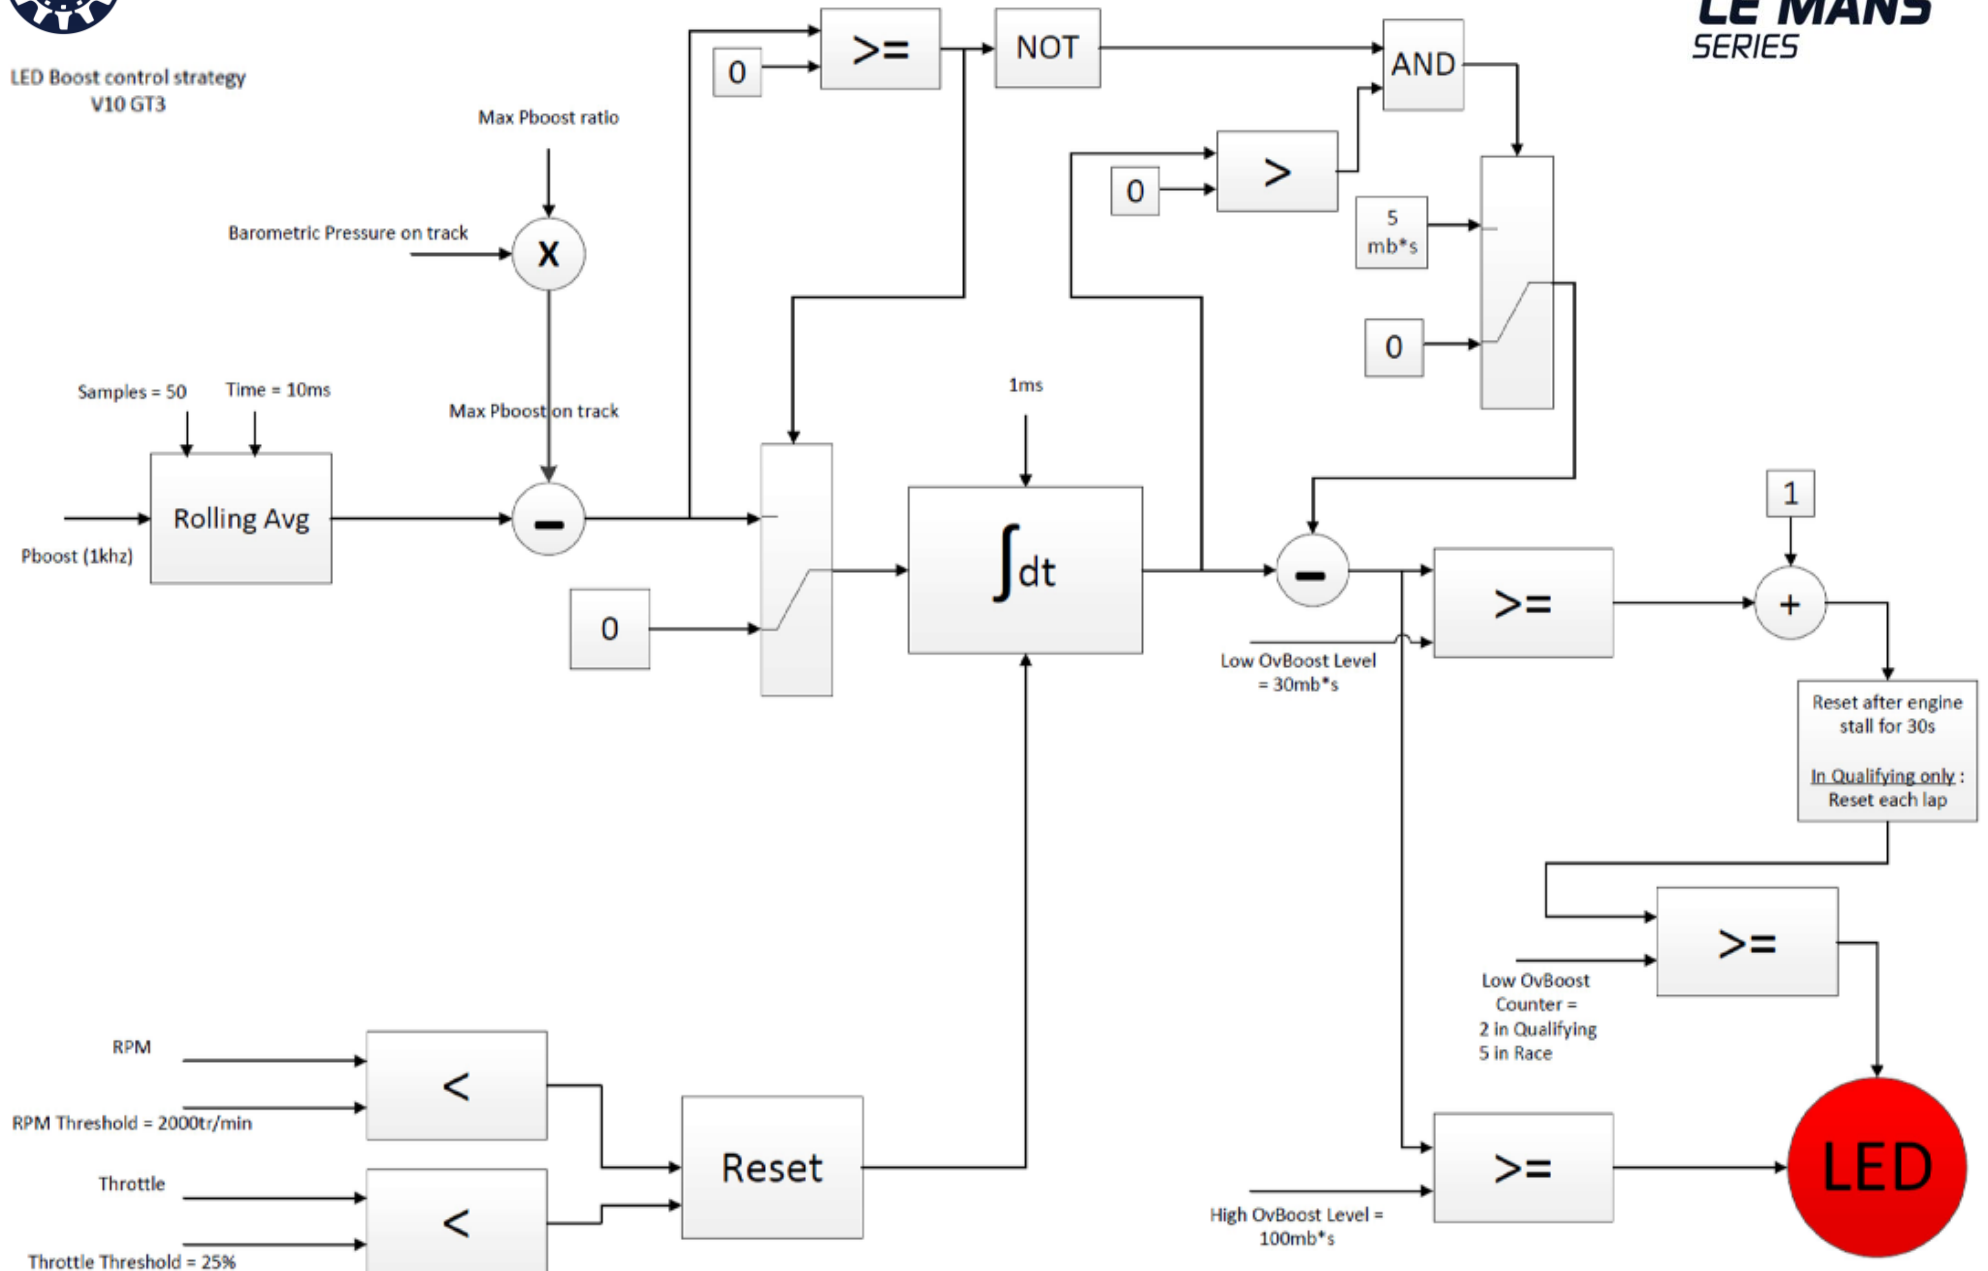 LE MANS
SERIES
LED Boost control strategy
V10 GT3
0
>=
NOT
AND
Max Pboost ratio
0
>
Barometric Pressure on track
X
5
mb*s
0
Samples = 50
Time = 10ms
Max Pboost on track
1ms
Rolling Avg
-
Pboost (1khz)
0
∫dt
-
1
>=
+
Low OvBoost Level
= 30mb*s
Reset after engine
stall for 30s
In Qualifying only :
Reset each lap
>=
Low OvBoost
Counter =
2 in Qualifying
5 in Race
RPM
<
RPM Threshold = 2000tr/min
Reset
Throttle
<
Throttle Threshold = 25%
>=
High OvBoost Level =
100mb*s
LED